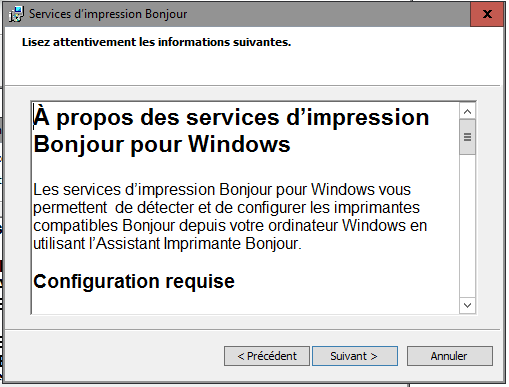 Services d'impression Bonjour
Lisez attentivement les informations suivantes.
À propos des services d’impression
Bonjour pour Windows
Les services d’impression Bonjour pour Windows vous
permettent de détecter et de configurer les imprimantes
compatibles Bonjour depuis votre ordinateur Windows en
utilisant l’Assistant Imprimante Bonjour.
Configuration requise
< Précédent
Suivant >
Annuler